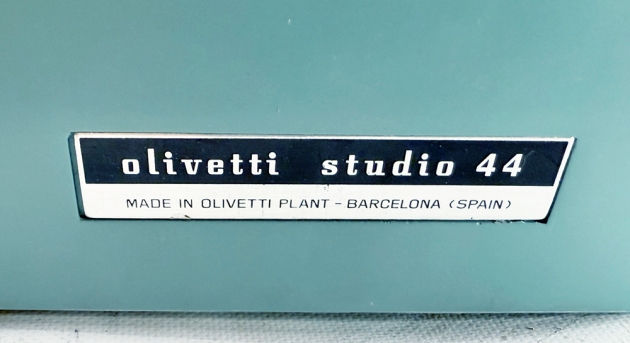 olivetti studio 44
MADE IN OLIVETTI PLANT - BARCELONA (SPAIN)